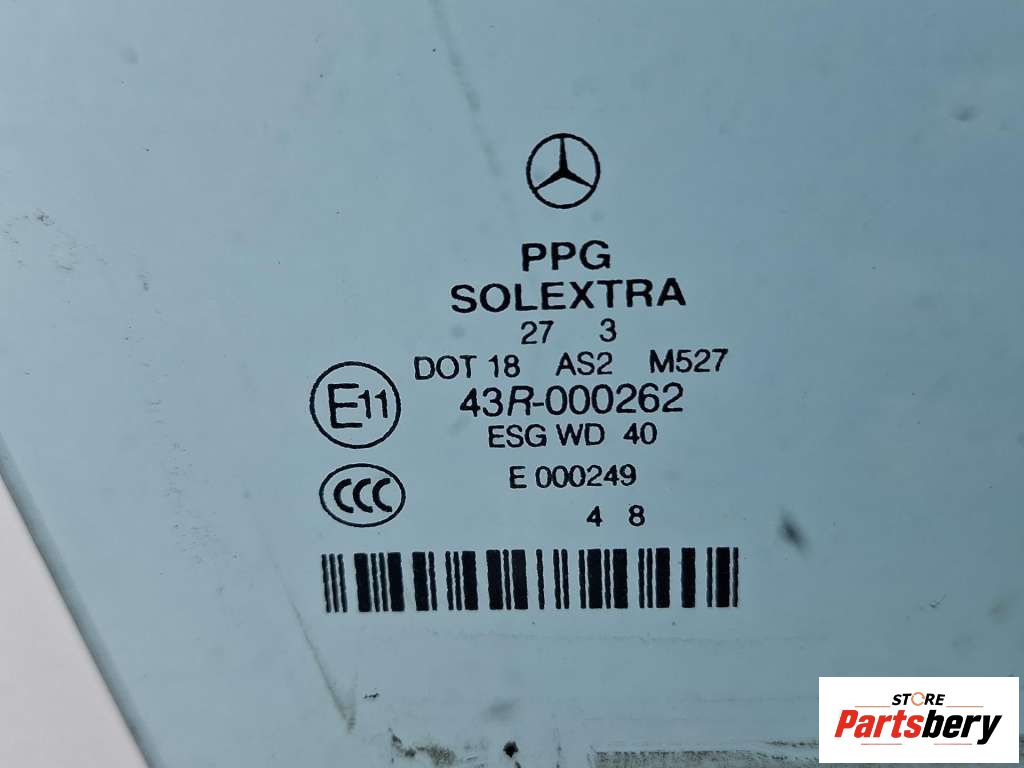 PPG
SOLEXTRA
27 3
DOT 18 AS2 M527
E11 43R-000262
ESG WD 40
CCC E 000249
4 8
STORE
Partsbery